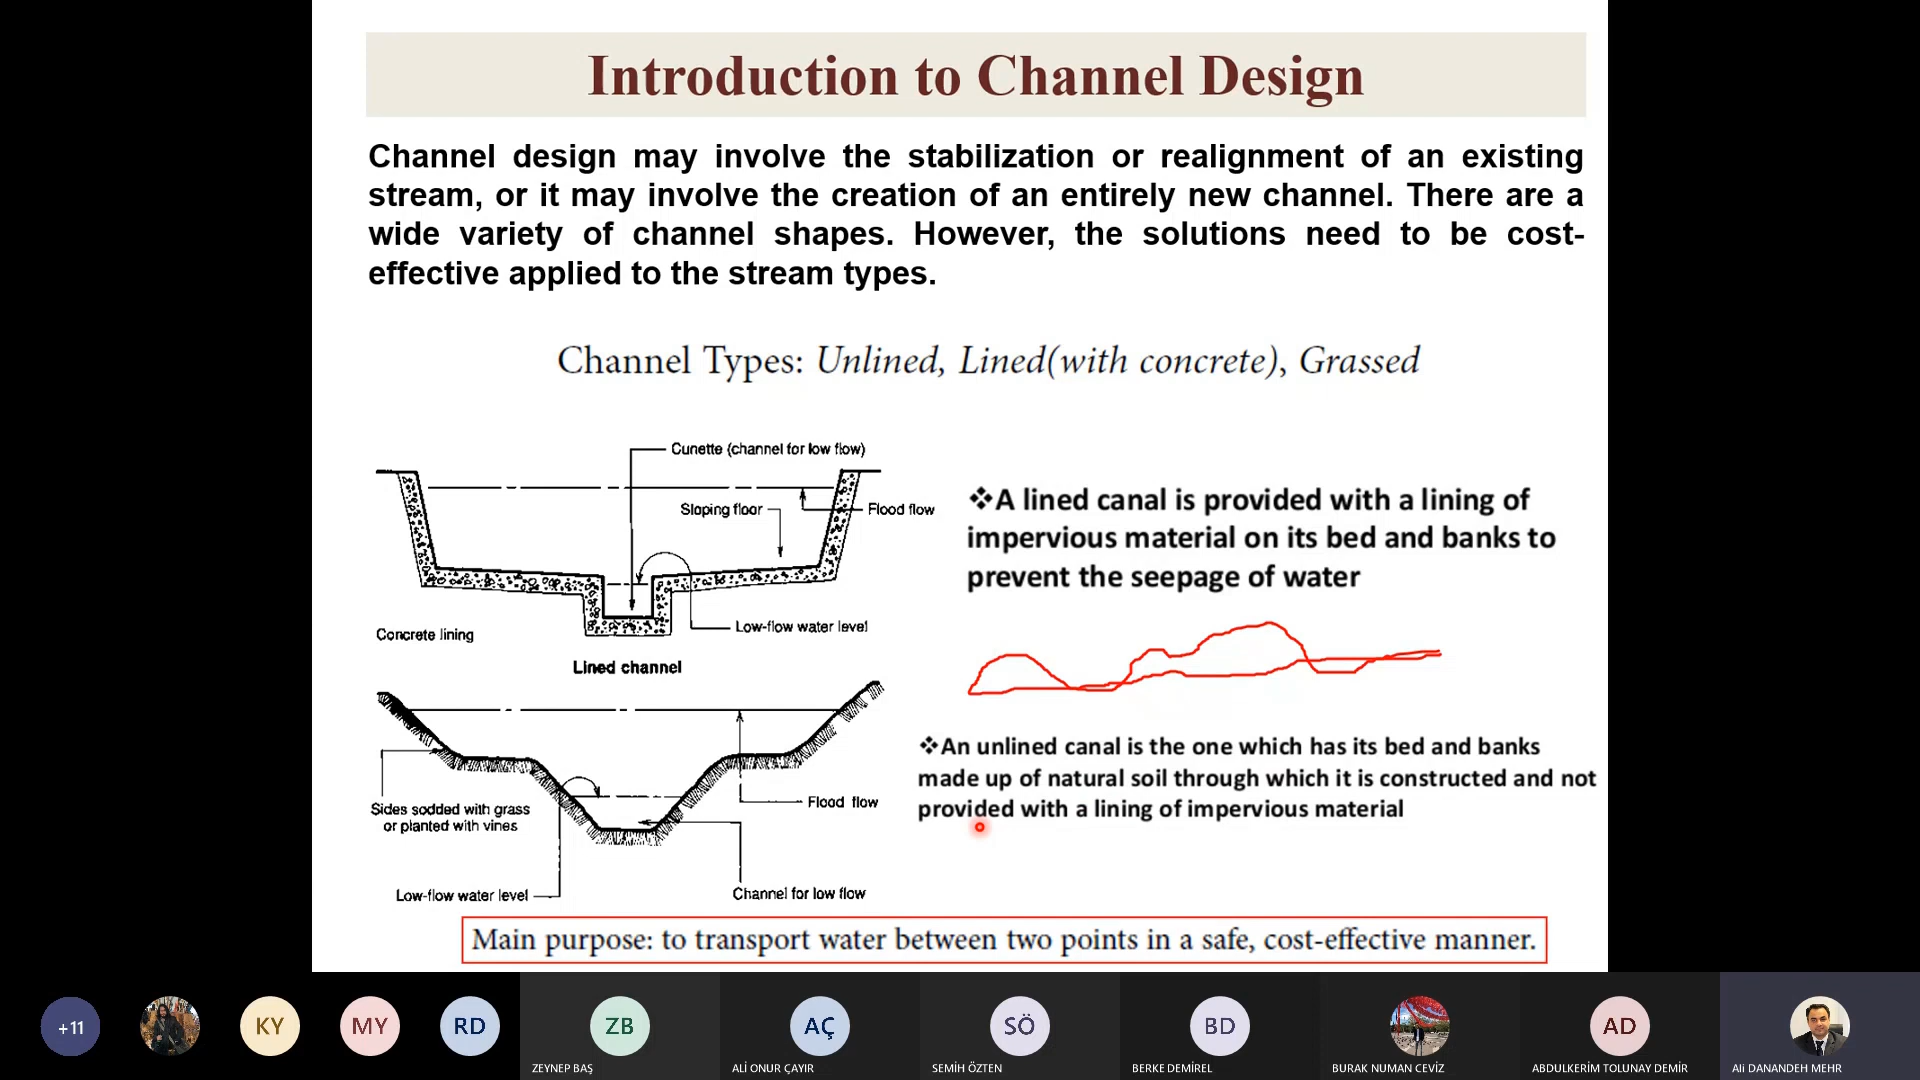 Introduction to Channel Design
Channel design may involve the stabilization or realignment of an existing
stream, or it may involve the creation of an entirely new channel. There are a
wide variety of channel shapes. However, the solutions need to be cost-
effective applied to the stream types.
Channel Types: Unlined, Lined(with concrete), Grassed
Cunette (channel for low flow)
Sloping floor
Flood flow
Low-flow water level
Concrete lining
Lined channel
❖A lined canal is provided with a lining of
impervious material on its bed and banks to
prevent the seepage of water
❖An unlined canal is the one which has its bed and banks
made up of natural soil through which it is constructed and not
provided with a lining of impervious material
Sides sodded with grass
or planted with vines
Flood flow
Low-flow water level
Channel for low flow
Main purpose: to transport water between two points in a safe, cost-effective manner.
+11
KY
MY
RD
ZB
ZEYNEP BAŞ
AÇ
ALİ ONUR ÇAYIR
SÖ
SEMİH ÖZTEN
BD
BERKE DEMİREL
BURAK NUMAN CEVİZ
AD
ABDULKERİM TOLUNAY DEMİR
Ali DANANDEH MEHR